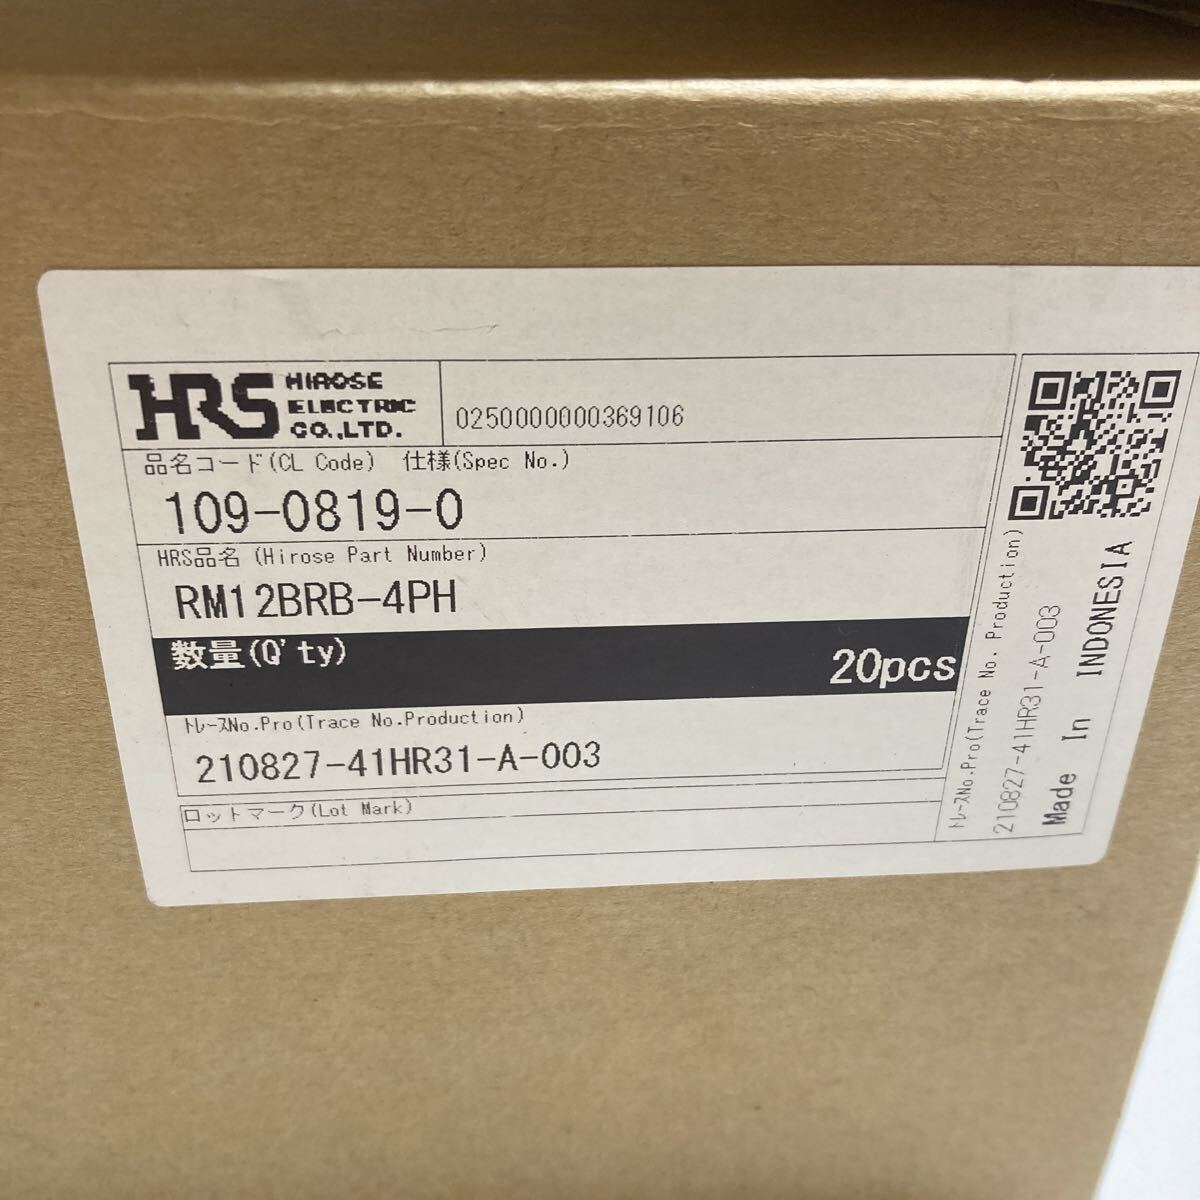 HRS HIROSE
ELECTRIC
CO.,LTD.
0250000000369106
品名コード(CL Code) 仕様(Spec No.)
109-0819-0
HRS品名 (Hirose Part Number)
RM12BRB-4PH
数量(Q'ty)
20pcs
ﾄﾚｰｽNo.Pro(Trace No.Production)
210827-41HR31-A-003
ロットマーク(Lot Mark)
ﾄﾚｰｽNo.Pro(Trace No. Production)
210827-41HR31-A-003
Made In INDONESIA